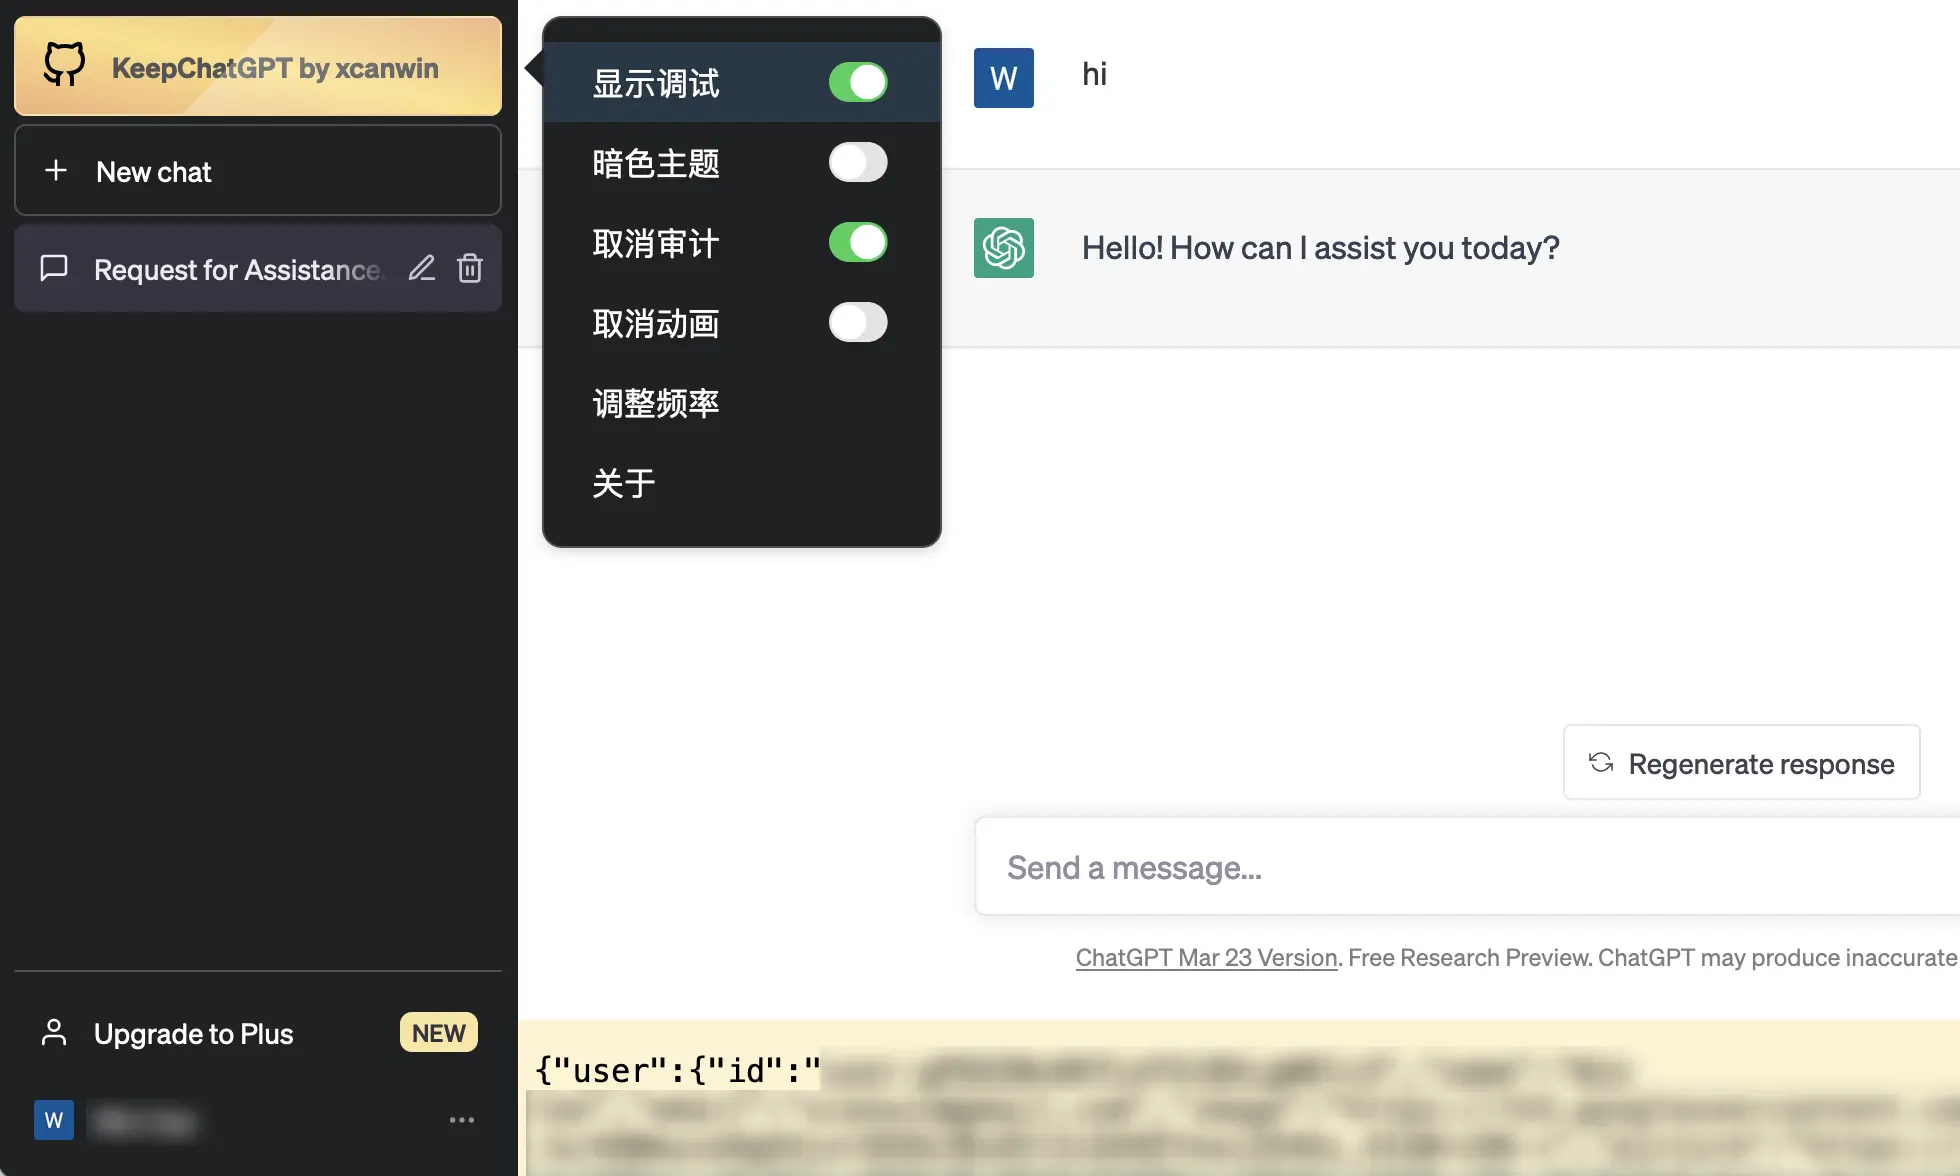 KeepChatGPT by xcanwin
New chat
Request for Assistance.
Upgrade to Plus
NEW
W
显示调试
暗色主题
取消审计
取消动画
调整频率
关于
W
hi
Hello! How can I assist you today?
Regenerate response
Send a message...
ChatGPT Mar 23 Version. Free Research Preview. ChatGPT may produce inaccurate
{"user":{"id":"